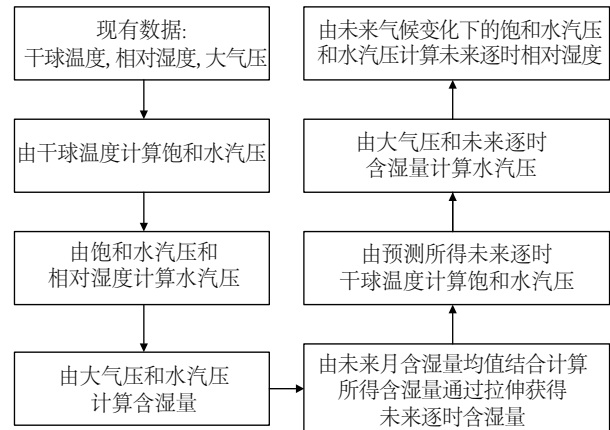 现有数据:
干球温度, 相对湿度, 大气压
由干球温度计算饱和水汽压
由饱和水汽压和
相对湿度计算水汽压
由大气压和水汽压
计算含湿量
由未来月含湿量均值结合计算
所得含湿量通过拉伸获得
未来逐时含湿量
由预测所得未来逐时
干球温度计算饱和水汽压
由大气压和未来逐时
含湿量计算水汽压
由未来气候变化下的饱和水汽压
和水汽压计算未来逐时相对湿度